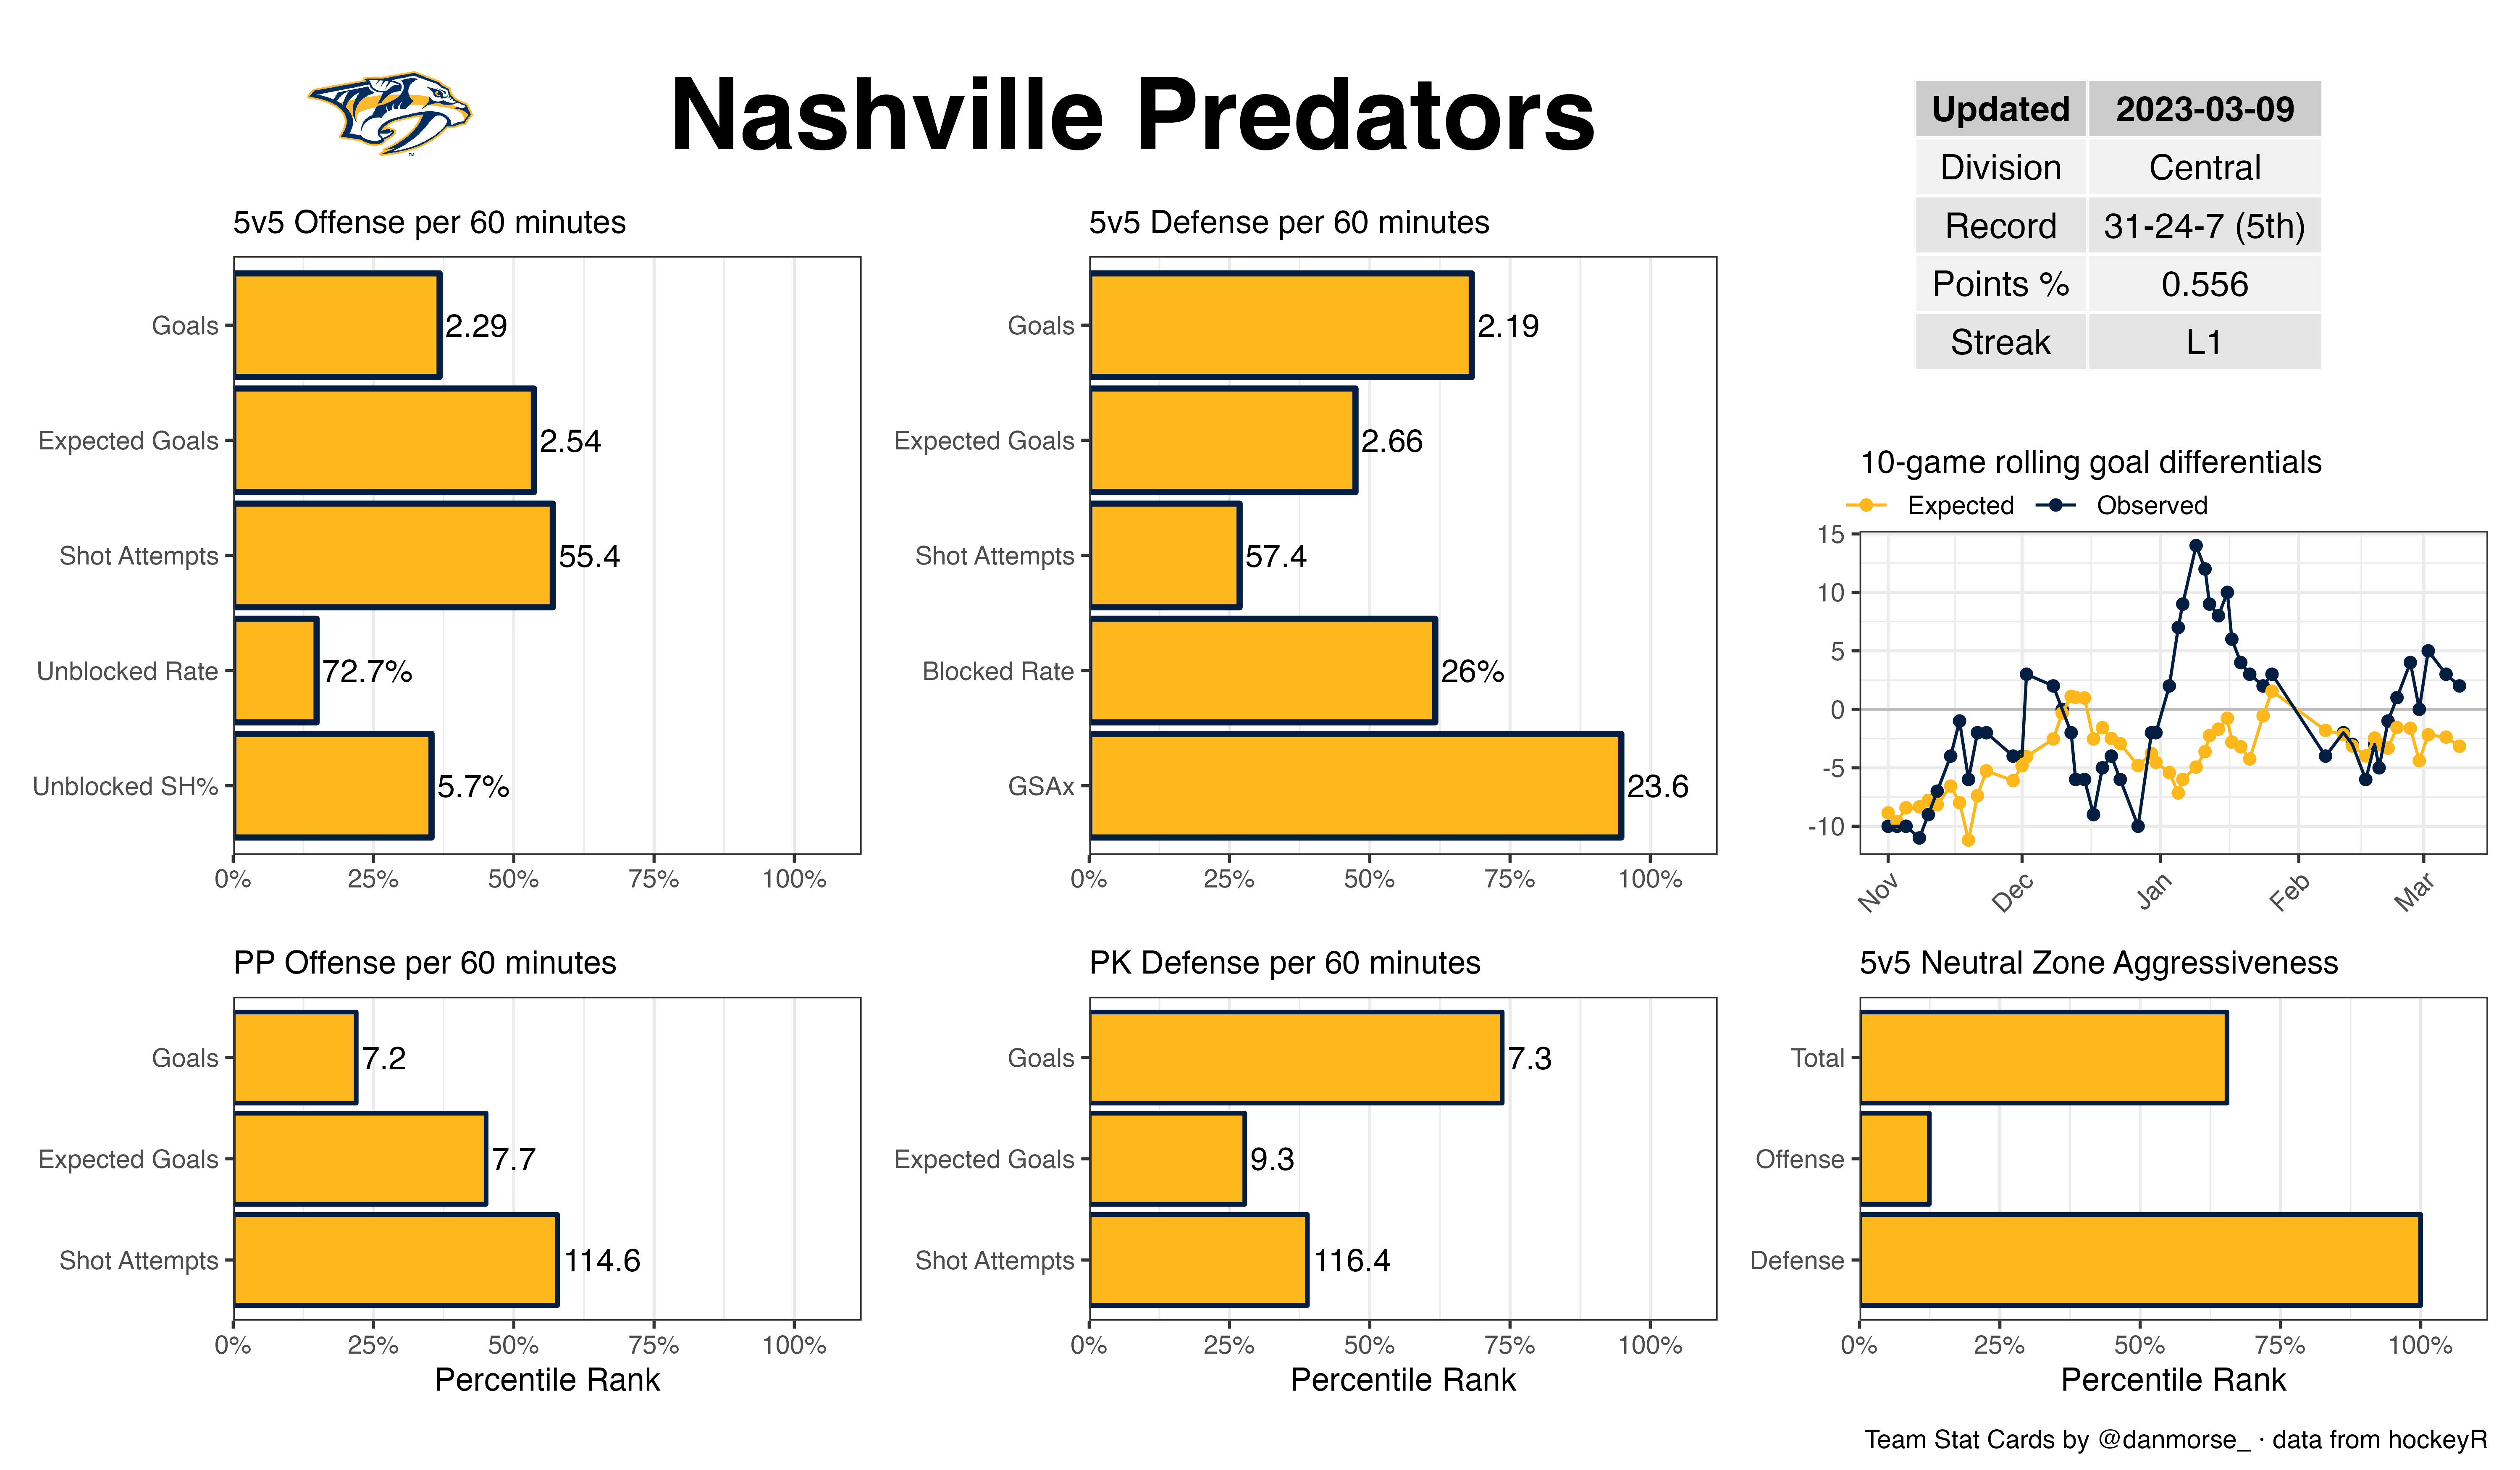 Nashville Predators
Updated 2023-03-09
Division Central
Record 31-24-7 (5th)
Points % 0.556
Streak L1
5v5 Offense per 60 minutes
Goals 2.29
Expected Goals 2.54
Shot Attempts 55.4
Unblocked Rate 72.7%
Unblocked SH% 5.7%
0% 25% 50% 75% 100%
5v5 Defense per 60 minutes
Goals 2.19
Expected Goals 2.66
Shot Attempts 57.4
Blocked Rate 26%
GSAx 23.6
0% 25% 50% 75% 100%
10-game rolling goal differentials
Expected Observed
15
10
5
0
-5
-10
Nov Dec Jan Feb Mar
PP Offense per 60 minutes
Goals 7.2
Expected Goals 7.7
Shot Attempts 114.6
0% 25% 50% 75% 100%
Percentile Rank
PK Defense per 60 minutes
Goals 7.3
Expected Goals 9.3
Shot Attempts 116.4
0% 25% 50% 75% 100%
Percentile Rank
5v5 Neutral Zone Aggressiveness
Total
Offense
Defense
0% 25% 50% 75% 100%
Percentile Rank
Team Stat Cards by @danmorse_ · data from hockeyR